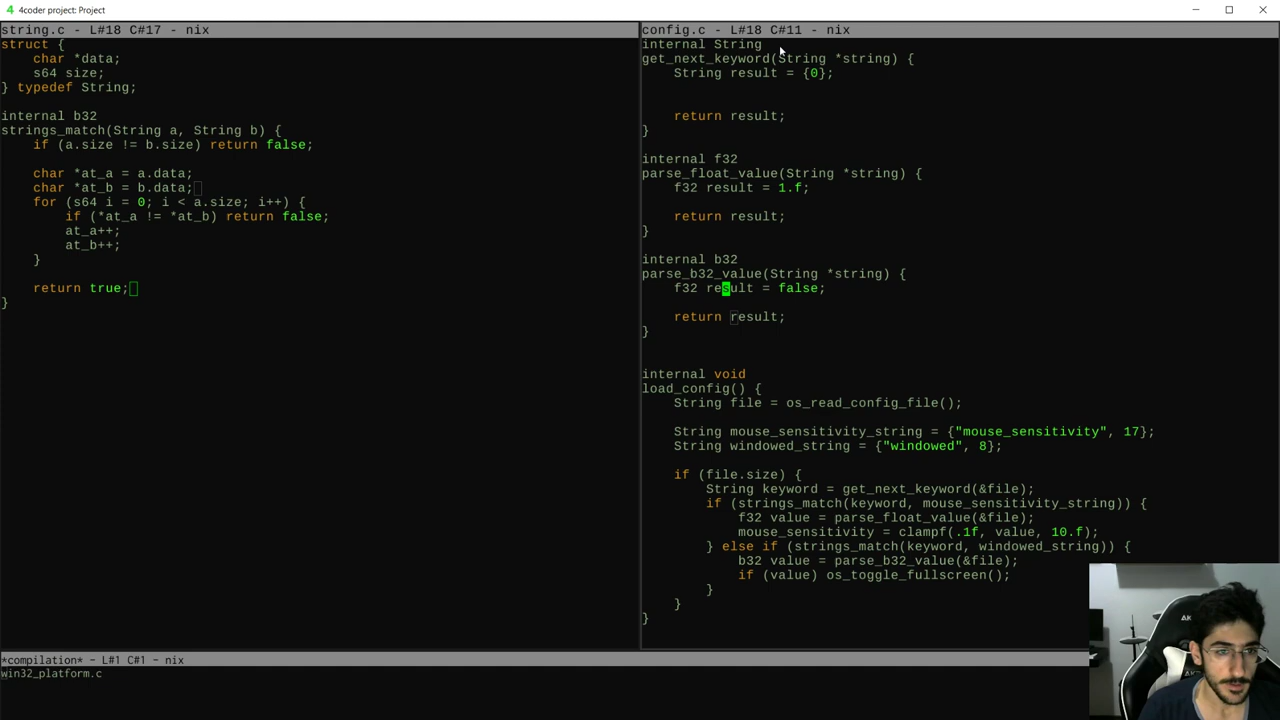 4coder project: Project
string.c - L#18 C#17 - nix
struct {
    char *data;
    s64 size;
} typedef String;
internal b32
strings_match(String a, String b) {
    if (a.size != b.size) return false;
    char *at_a = a.data;
    char *at_b = b.data;
    for (s64 i = 0; i < a.size; i++) {
        if (*at_a != *at_b) return false;
        at_a++;
        at_b++;
    }
    return true;
}
config.c - L#18 C#11 - nix
internal String
get_next_keyword(String *string) {
    String result = {0};
    return result;
}
internal f32
parse_float_value(String *string) {
    f32 result = 1.f;
    return result;
}
internal b32
parse_b32_value(String *string) {
    f32 result = false;
    return result;
}
internal void
load_config() {
    String file = os_read_config_file();
    String mouse_sensitivity_string = {"mouse_sensitivity", 17};
    String windowed_string = {"windowed", 8};
    if (file.size) {
        String keyword = get_next_keyword(&file);
        if (strings_match(keyword, mouse_sensitivity_string)) {
            f32 value = parse_float_value(&file);
            mouse_sensitivity = clampf(.1f, value, 10.f);
        } else if (strings_match(keyword, windowed_string)) {
            b32 value = parse_b32_value(&file);
            if (value) os_toggle_fullscreen();
        }
    }
}
*compilation* - L#1 C#1 - nix
win32_platform.c